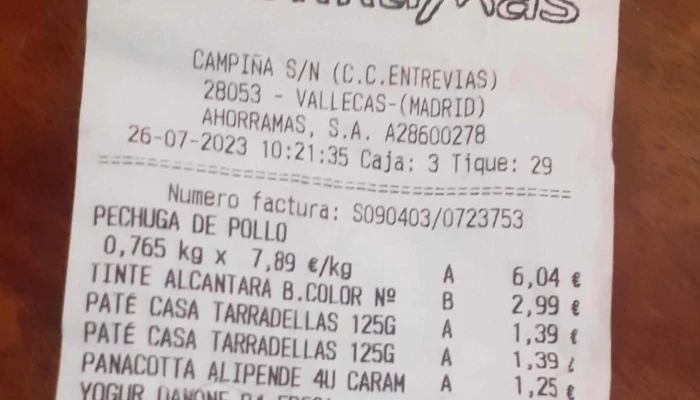 CAMPIÑA S/N (C.C.ENTREVIAS)
28053 - VALLECAS-(MADRID)
AHORRAMAS, S.A. A28600278
26-07-2023 10:21:35 Caja: 3 Tique: 29
Numero factura: S090403/0723753
PECHUGA DE POLLO
0,765 kg x 7,89 €/kg A 6,04 €
TINTE ALCANTARA B.COLOR Nº B 2,99 €
PATÉ CASA TARRADELLAS 125G A 1,39 €
PATÉ CASA TARRADELLAS 125G A 1,39
PANACOTTA ALIPENDE 4U CARAM A 1,25 €
YOGUR DANONE